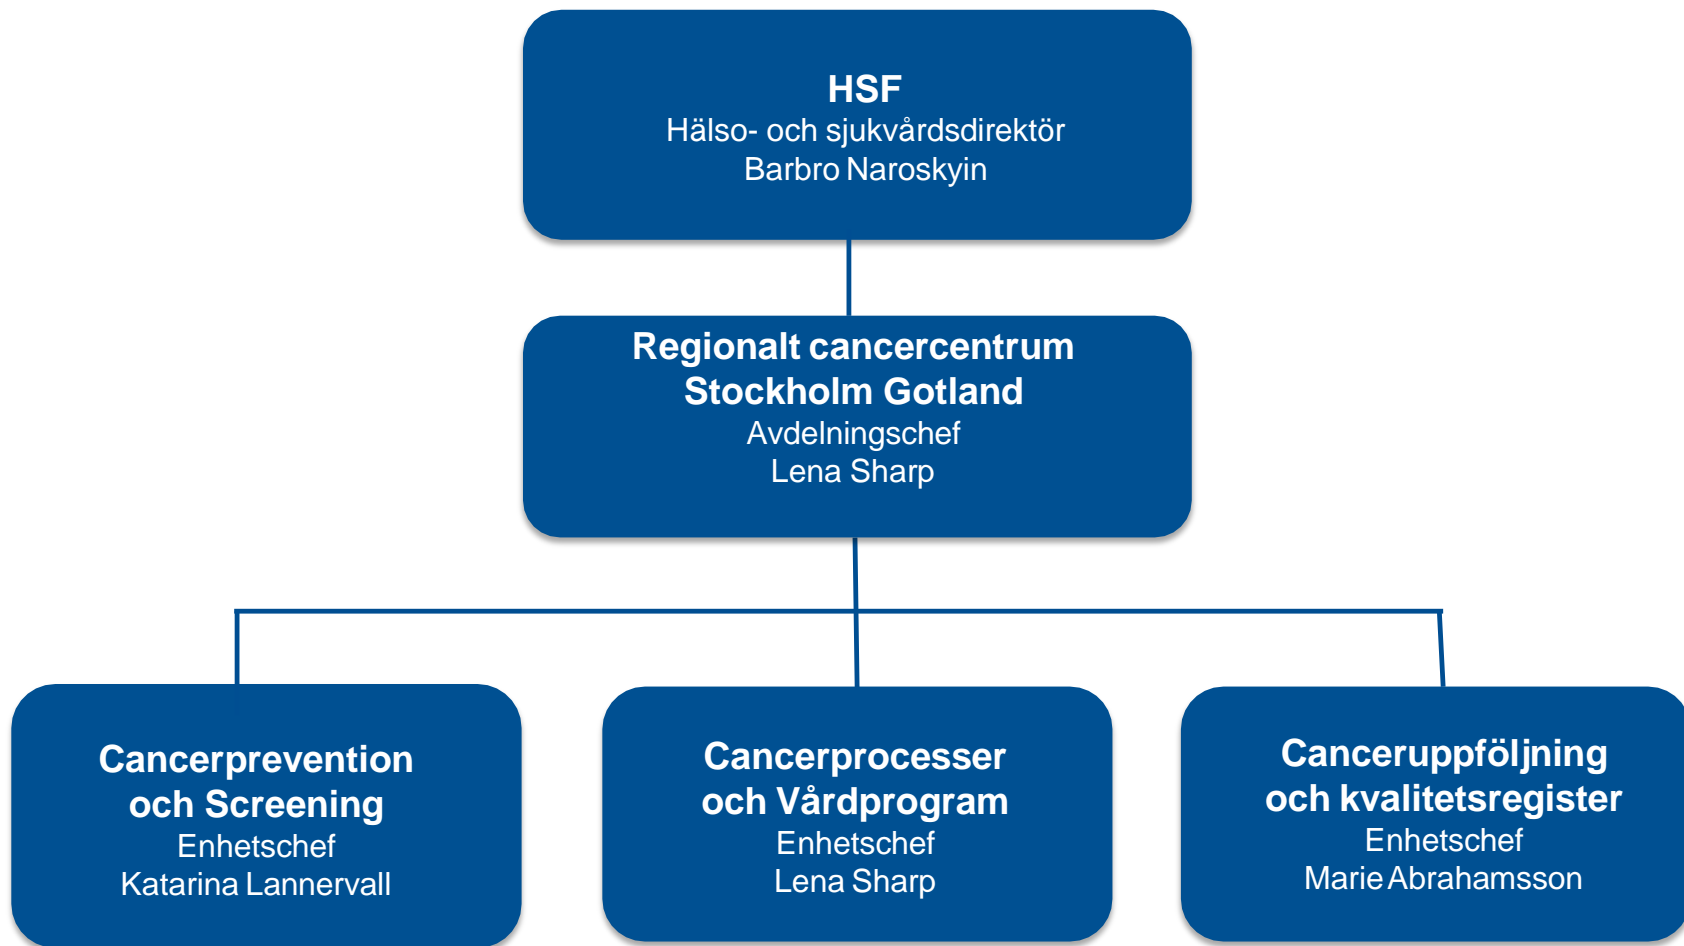 HSF
Hälso- och sjukvårdsdirektör
Barbro Naroskyin
Regionalt cancercentrum
Stockholm Gotland
Avdelningschef
Lena Sharp
Cancerprevention
och Screening
Enhetschef
Katarina Lannervall
Cancerprocesser
och Vårdprogram
Enhetschef
Lena Sharp
Canceruppföljning
och kvalitetsregister
Enhetschef
Marie Abrahamsson